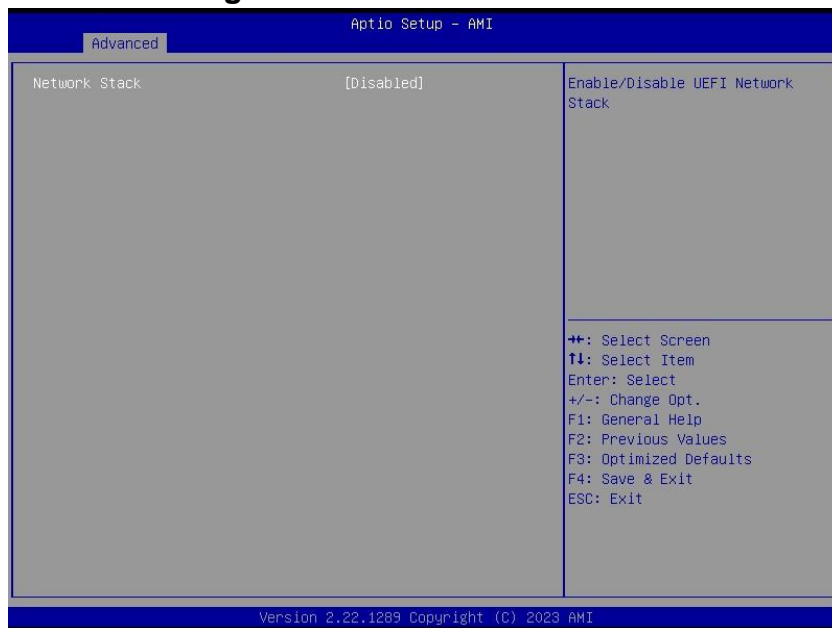 Aptio Setup - AMI
Advanced
Network Stack [Disabled]
Enable/Disable UEFI Network
Stack
→←: Select Screen
↑↓: Select Item
Enter: Select
+/-: Change Opt.
F1: General Help
F2: Previous Values
F3: Optimized Defaults
F4: Save & Exit
ESC: Exit
Version 2.22.1289 Copyright (C) 2023 AMI